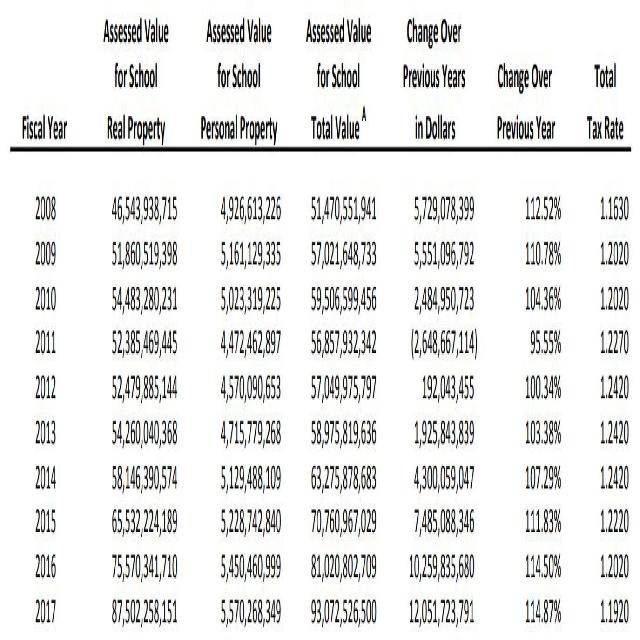 Assessed Value Assessed Value Assessed Value Change Over
for School for School for School Previous Years Change Over Total
Fiscal Year Real Property Personal Property Total Value A in Dollars Previous Year Tax Rate
2008 46,543,938,715 4,926,613,226 51,470,551,941 5,729,078,399 112.52% 1.1630
2009 51,860,519,398 5,161,129,335 57,021,648,733 5,551,096,792 110.78% 1.2020
2010 54,483,280,231 5,023,319,225 59,506,599,456 2,484,950,723 104.36% 1.2020
2011 52,385,469,445 4,472,462,897 56,857,932,342 (2,648,667,114) 95.55% 1.2270
2012 52,479,885,144 4,570,090,653 57,049,975,797 192,043,455 100.34% 1.2420
2013 54,260,040,368 4,715,779,268 58,975,819,636 1,925,843,839 103.38% 1.2420
2014 58,146,390,574 5,129,488,109 63,275,878,683 4,300,059,047 107.29% 1.2420
2015 65,532,224,189 5,228,742,840 70,760,967,029 7,485,088,346 111.83% 1.2220
2016 75,570,341,710 5,450,460,999 81,020,802,709 10,259,835,680 114.50% 1.2020
2017 87,502,258,151 5,570,268,349 93,072,526,500 12,051,723,791 114.87% 1.1920